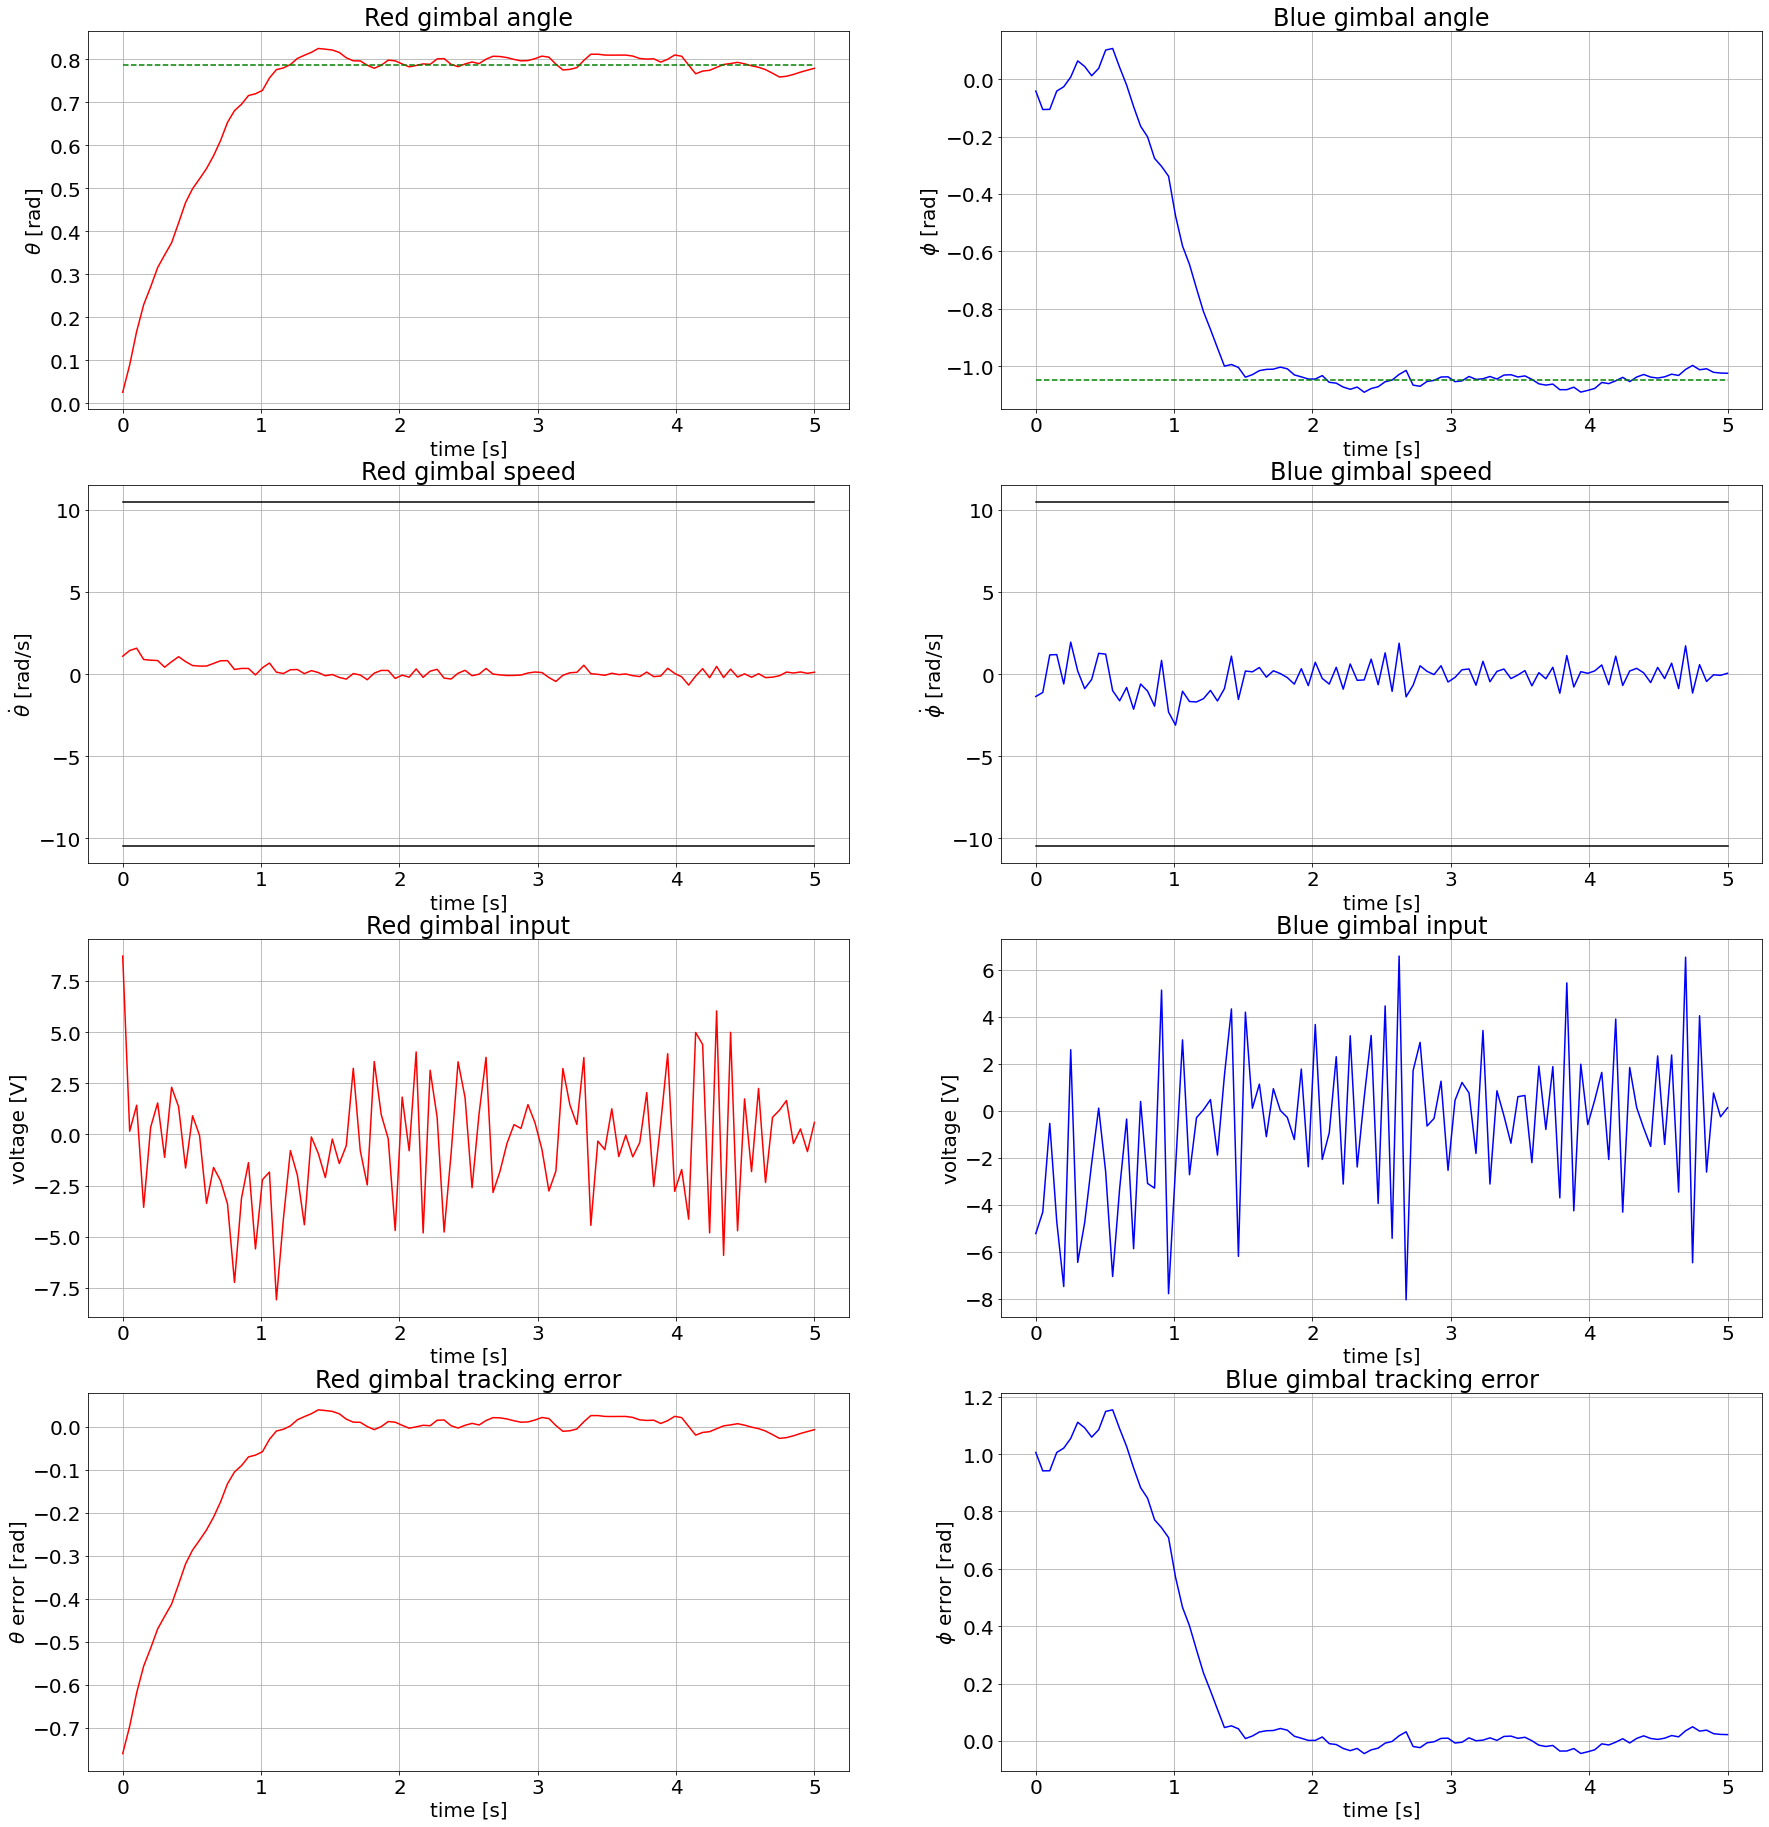 Red gimbal angle
θ [rad]
0.8
0.7
0.6
0.5
0.4
0.3
0.2
0.1
0.0
0 1 2 3 4 5
time [s]
Blue gimbal angle
ϕ [rad]
0.0
−0.2
−0.4
−0.6
−0.8
−1.0
0 1 2 3 4 5
time [s]
Red gimbal speed
θ̇ [rad/s]
10
5
0
−5
−10
0 1 2 3 4 5
time [s]
Blue gimbal speed
ϕ̇ [rad/s]
10
5
0
−5
−10
0 1 2 3 4 5
time [s]
Red gimbal input
voltage [V]
7.5
5.0
2.5
0.0
−2.5
−5.0
−7.5
0 1 2 3 4 5
time [s]
Blue gimbal input
voltage [V]
6
4
2
0
−2
−4
−6
−8
0 1 2 3 4 5
time [s]
Red gimbal tracking error
θ error [rad]
0.0
−0.1
−0.2
−0.3
−0.4
−0.5
−0.6
−0.7
0 1 2 3 4 5
time [s]
Blue gimbal tracking error
ϕ error [rad]
1.2
1.0
0.8
0.6
0.4
0.2
0.0
0 1 2 3 4 5
time [s]